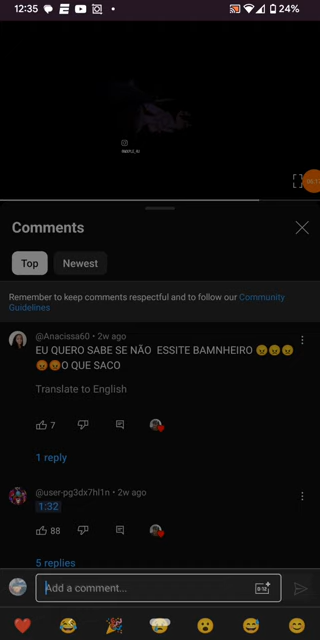 12:35
24%
Comments
Top
Newest
Remember to keep comments respectful and to follow our Community
Guidelines
@Anacissa60 • 2w ago
EU QUERO SABE SE NÃO ESSITE BAMNHEIRO 😠😠😠
😡😡O QUE SACO
Translate to English
7
1 reply
@user-pg3dx7hl1n • 2w ago
1:32
88
5 replies
Add a comment...